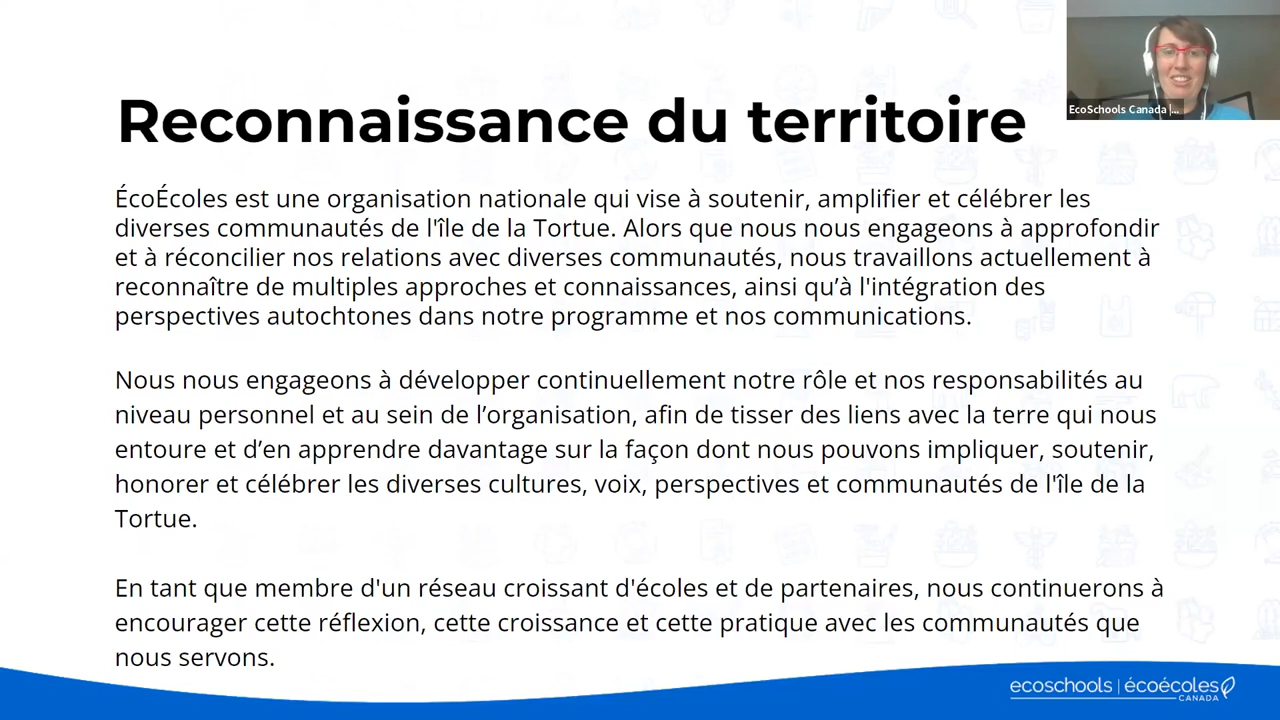 EcoSchools Canada |...
Reconnaissance du territoire
ÉcoÉcoles est une organisation nationale qui vise à soutenir, amplifier et célébrer les
diverses communautés de l'île de la Tortue. Alors que nous nous engageons à approfondir
et à réconcilier nos relations avec diverses communautés, nous travaillons actuellement à
reconnaître de multiples approches et connaissances, ainsi qu’à l'intégration des
perspectives autochtones dans notre programme et nos communications.
Nous nous engageons à développer continuellement notre rôle et nos responsabilités au
niveau personnel et au sein de l’organisation, afin de tisser des liens avec la terre qui nous
entoure et d’en apprendre davantage sur la façon dont nous pouvons impliquer, soutenir,
honorer et célébrer les diverses cultures, voix, perspectives et communautés de l'île de la
Tortue.
En tant que membre d'un réseau croissant d'écoles et de partenaires, nous continuerons à
encourager cette réflexion, cette croissance et cette pratique avec les communautés que
nous servons.
ecoschools | écoécoles
CANADA